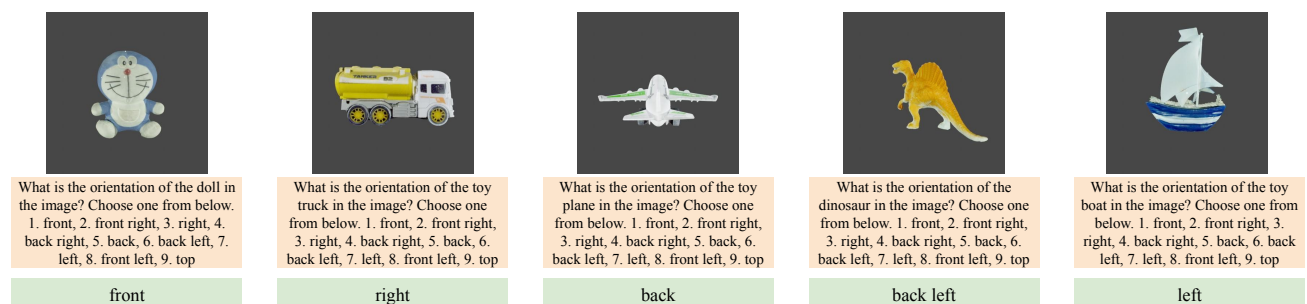 TANKER
What is the orientation of the doll in
the image? Choose one from below.
1. front, 2. front right, 3. right, 4.
back right, 5. back, 6. back left, 7.
left, 8. front left, 9. top
front
What is the orientation of the toy
truck in the image? Choose one
from below. 1. front, 2. front right,
3. right, 4. back right, 5. back, 6.
back left, 7. left, 8. front left, 9. top
right
What is the orientation of the toy
plane in the image? Choose one
from below. 1. front, 2. front right,
3. right, 4. back right, 5. back, 6.
back left, 7. left, 8. front left, 9. top
back
What is the orientation of the
dinosaur in the image? Choose one
from below. 1. front, 2. front right,
3. right, 4. back right, 5. back, 6.
back left, 7. left, 8. front left, 9. top
back left
What is the orientation of the toy
boat in the image? Choose one from
below. 1. front, 2. front right, 3.
right, 4. back right, 5. back, 6. back
left, 7. left, 8. front left, 9. top
left